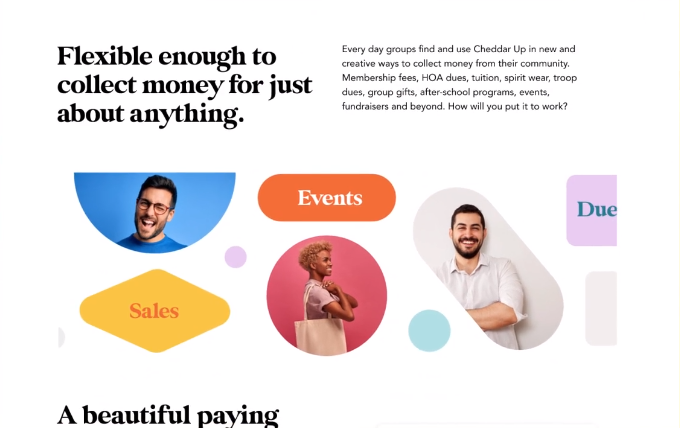 Flexible enough to
collect money for just
about anything.
Every day groups find and use Cheddar Up in new and
creative ways to collect money from their community.
Membership fees, HOA dues, tuition, spirit wear, troop
dues, group gifts, after-school programs, events,
fundraisers and beyond. How will you put it to work?
Events
Due
Sales
A beautiful paying